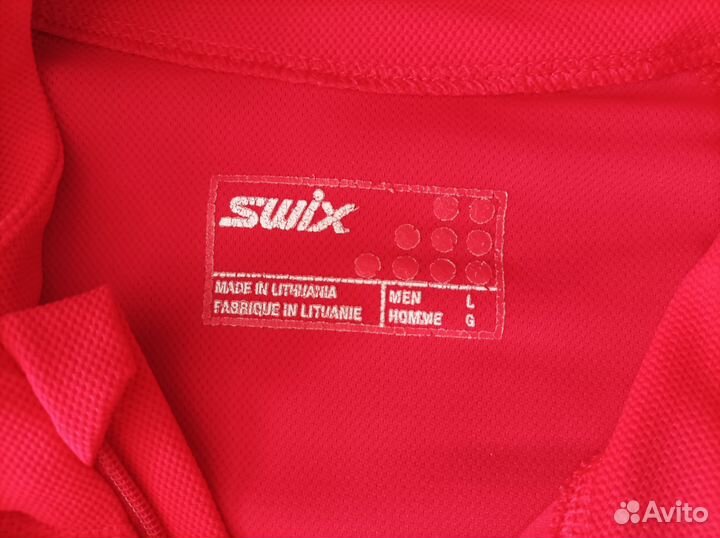 swix
MADE IN LITHUANIA
FABRIQUE IN LITUANIE
MEN L
HOMME G
Avito